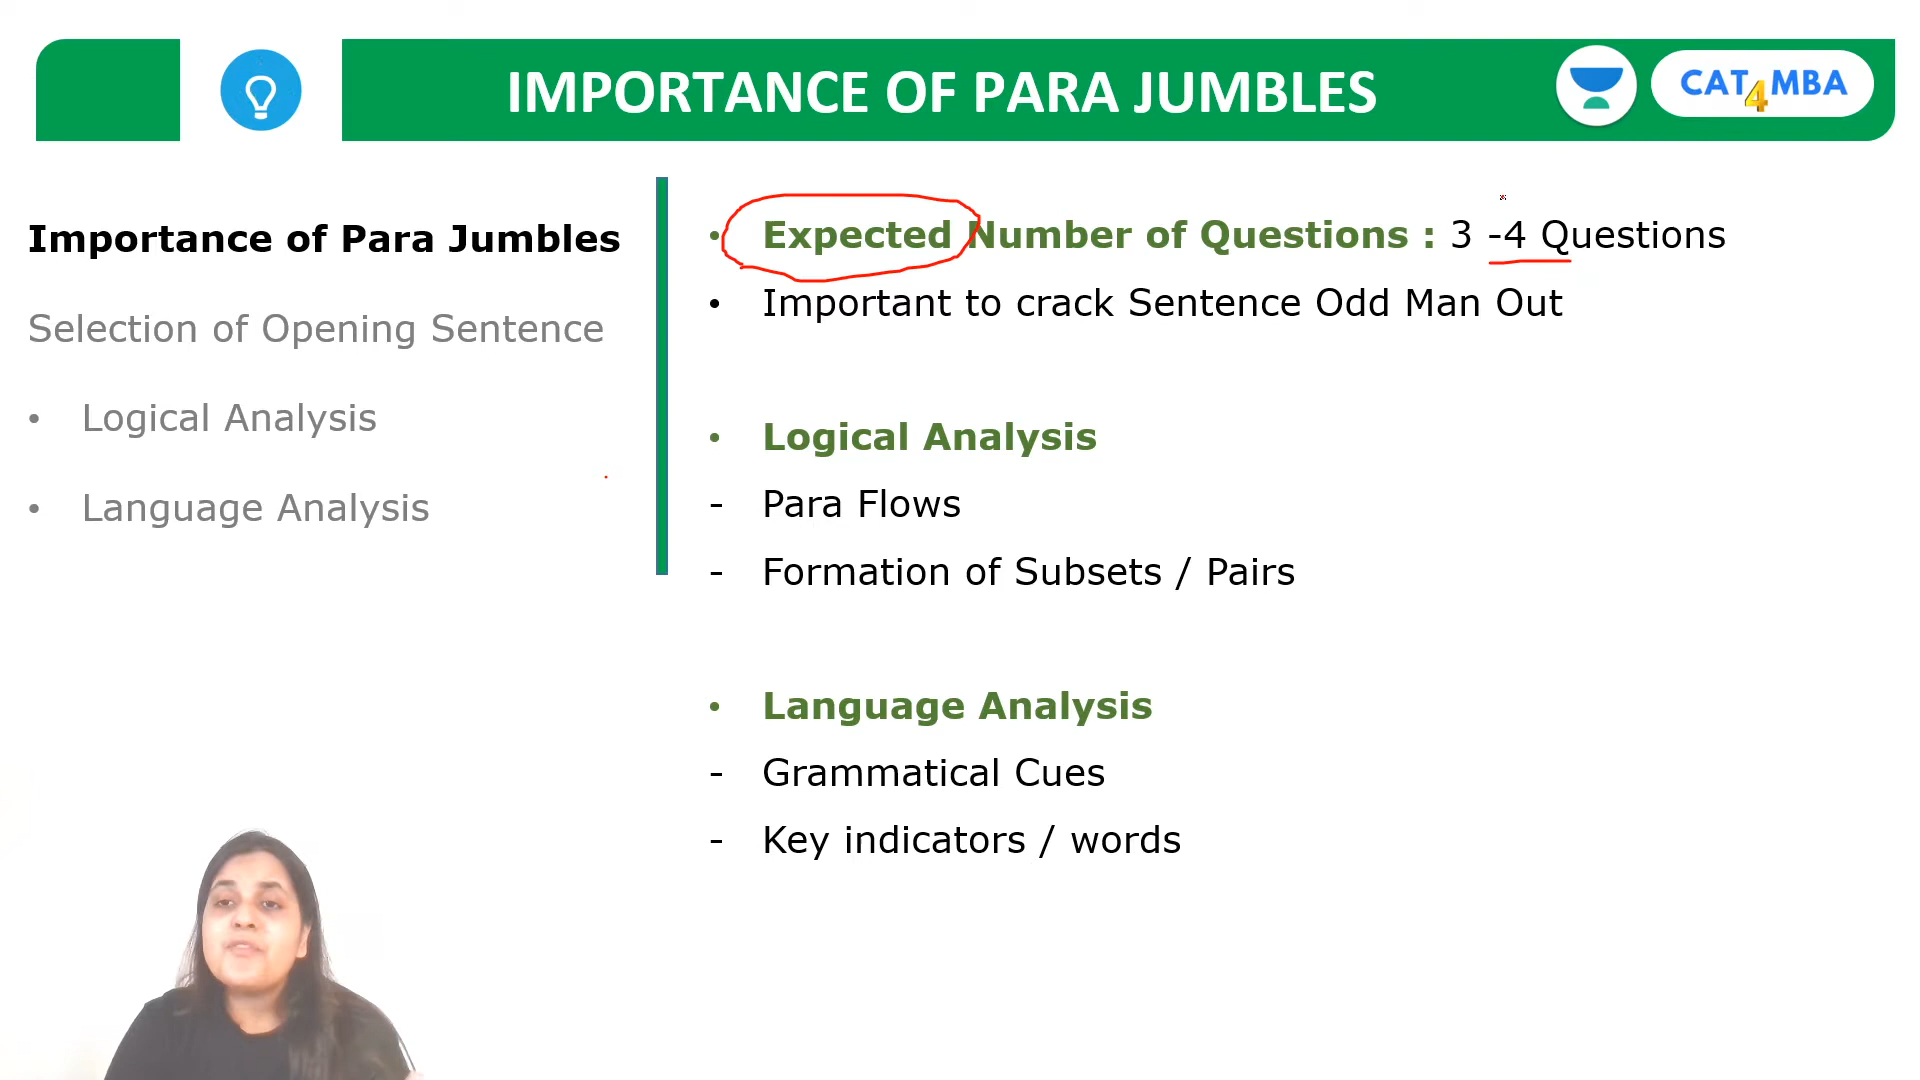 IMPORTANCE OF PARA JUMBLES
CAT4MBA
Importance of Para Jumbles
Selection of Opening Sentence
• Logical Analysis
• Language Analysis
• Expected Number of Questions : 3 -4 Questions
• Important to crack Sentence Odd Man Out
• Logical Analysis
- Para Flows
- Formation of Subsets / Pairs
• Language Analysis
- Grammatical Cues
- Key indicators / words